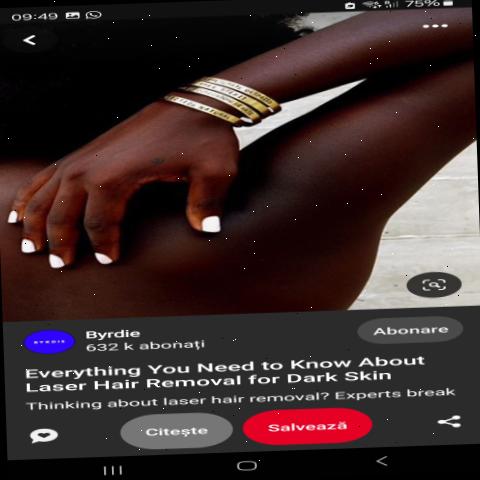 09:49
75%
BYRDIE
Byrdie
632 k abonați
Abonare
Everything You Need to Know About
Laser Hair Removal for Dark Skin
Thinking about laser hair removal? Experts break
Citește
Salvează